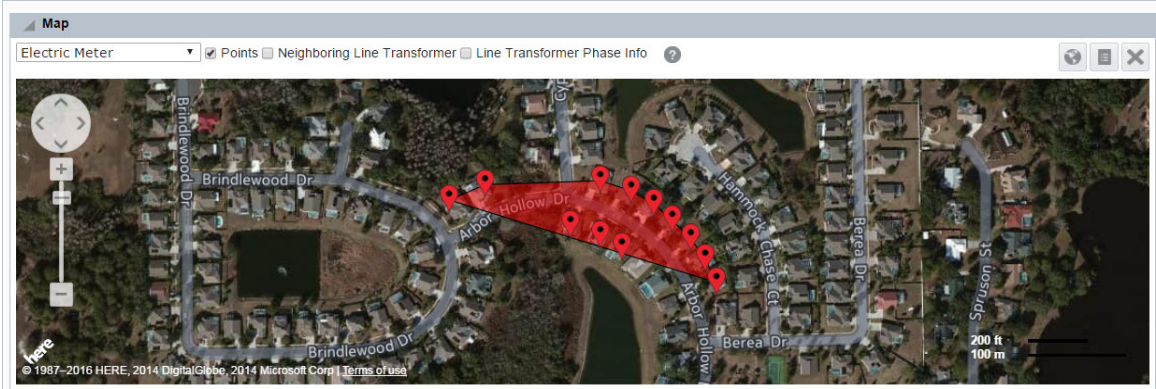 Map
Electric Meter Points Neighboring Line Transformer Line Transformer Phase Info ?
Brindlewood Dr
Brindlewood Dr
Arbor Hollow Dr
Hammock Chase Ct
Berea Dr
Spruson St
Arbor Hollow
Berea Dr
Brindlewood Dr
200 ft
100 m
here
© 1987–2016 HERE, 2014 DigitalGlobe, 2014 Microsoft Corp | Terms of use